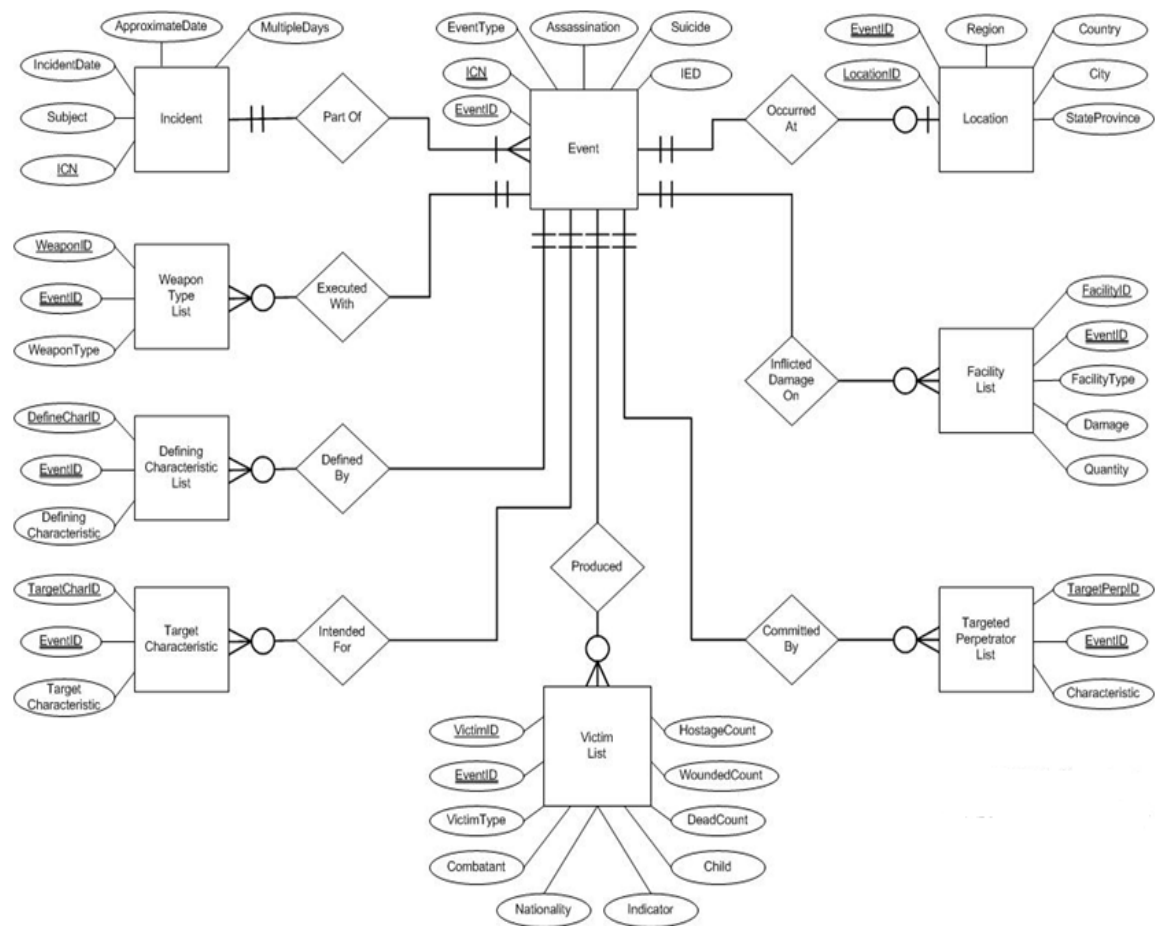 ApproximateDate
MultipleDays
IncidentDate
Subject
ICN
Incident
Part Of
EventType
Assassination
Suicide
ICN
IED
EventID
Event
Occurred
At
EventID
Region
Country
LocationID
City
StateProvince
Location
WeaponID
EventID
WeaponType
Weapon
Type
List
Executed
With
Inflicted
Damage
On
Facility
List
FacilityID
EventID
FacilityType
Damage
Quantity
DefineCharID
EventID
Defining
Characteristic
Defining
Characteristic
List
Defined
By
TargetCharID
EventID
Target
Characteristic
Target
Characteristic
Intended
For
Produced
Committed
By
Targeted
Perpetrator
List
TargetPerpID
EventID
Characteristic
VictimID
EventID
VictimType
Combatant
Nationality
Victim
List
HostageCount
WoundedCount
DeadCount
Child
Indicator